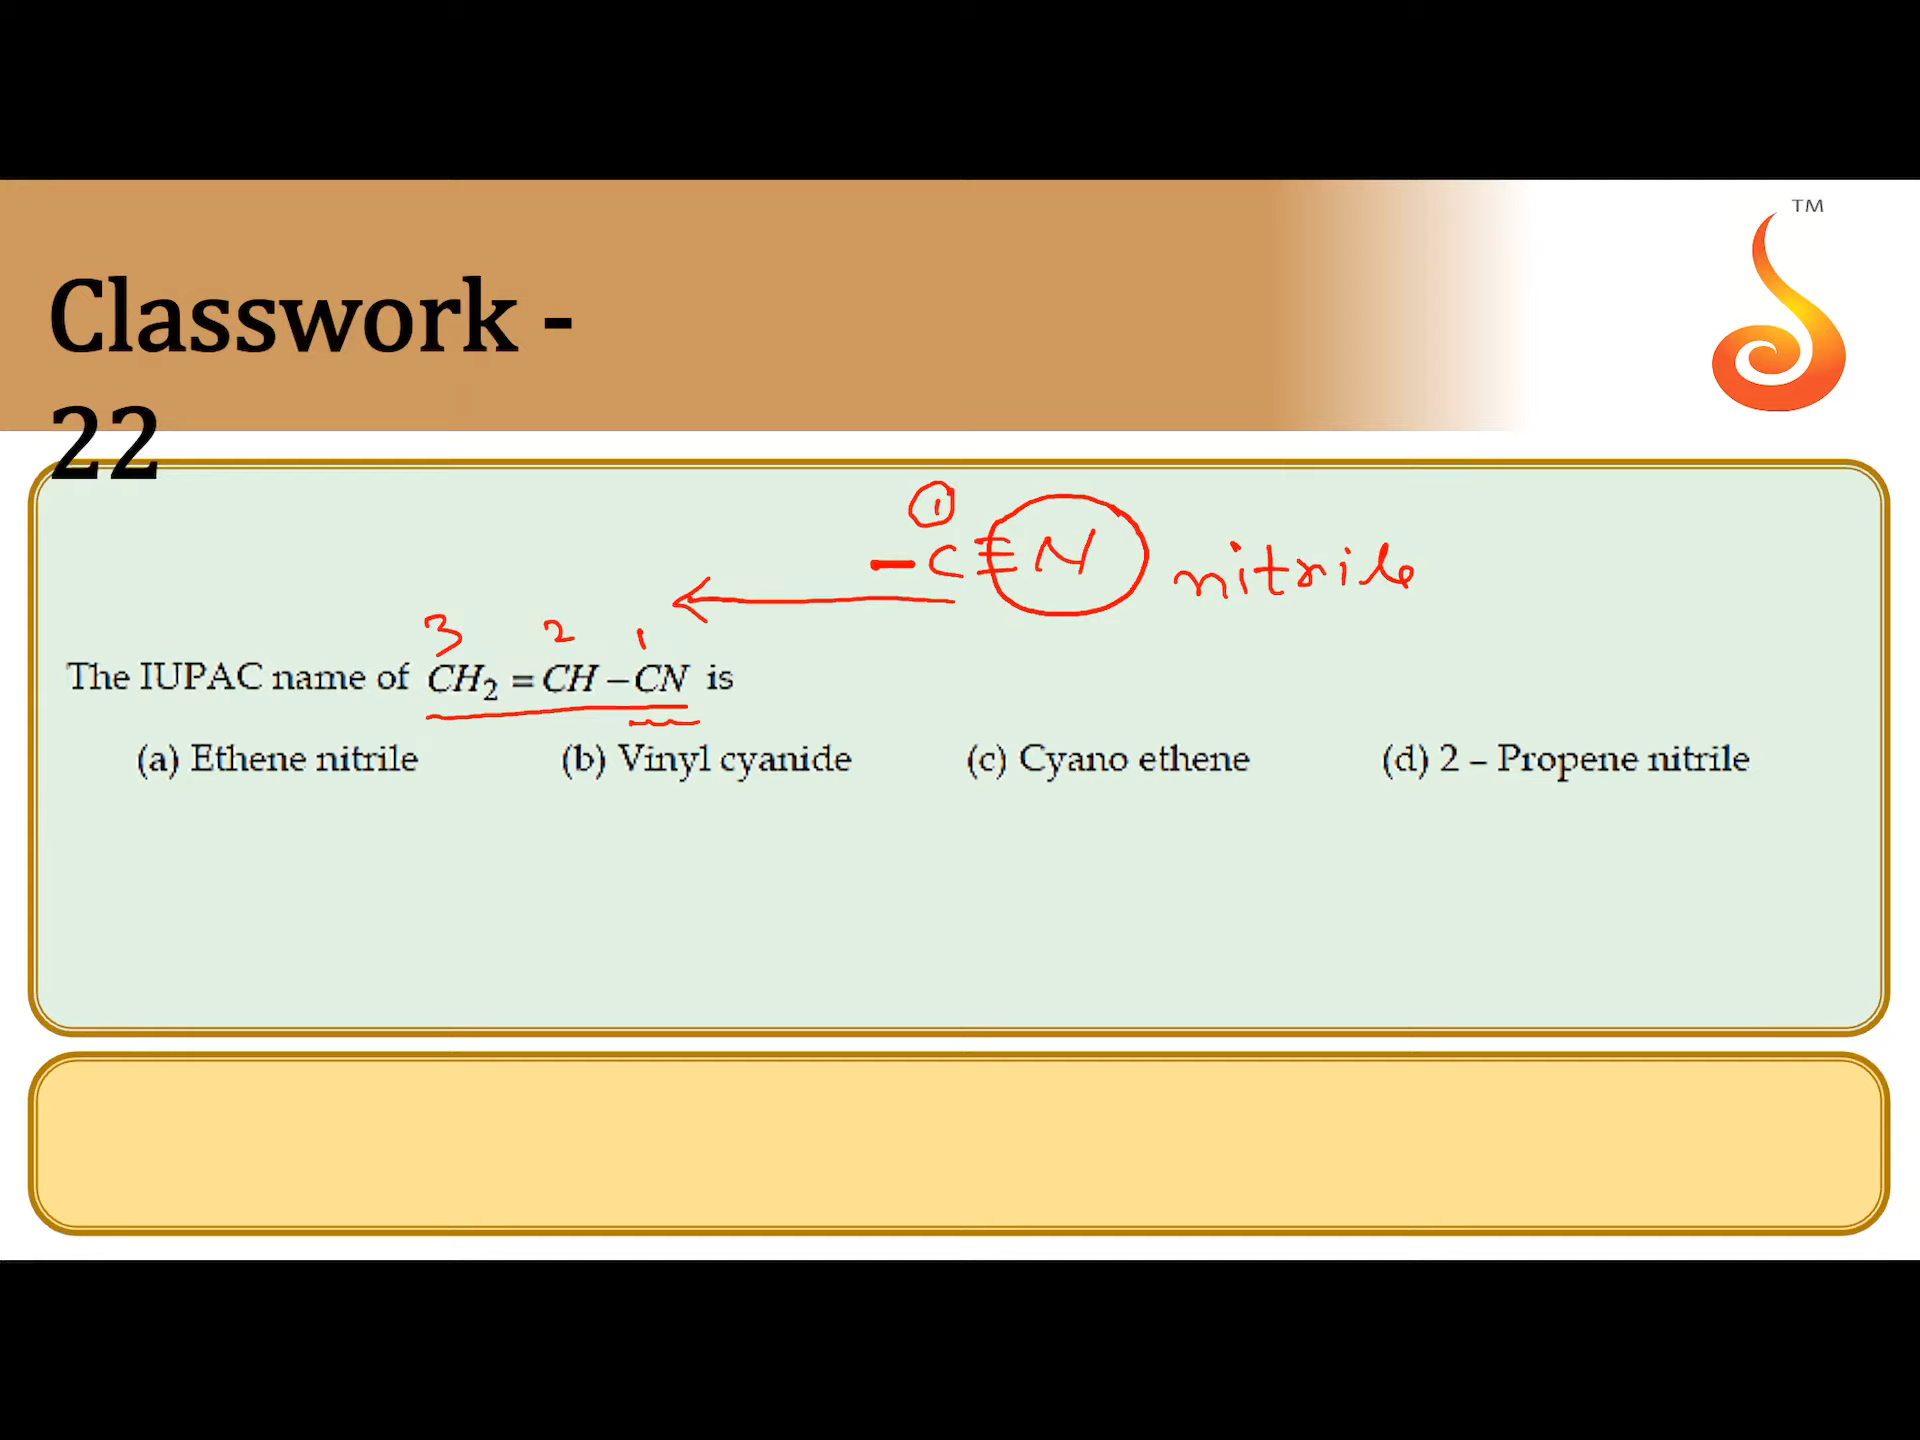 TM
Classwork -
22
①
– C ≡ N nitrile
3 2 1
The IUPAC name of CH₂ = CH – CN is
(a) Ethene nitrile (b) Vinyl cyanide (c) Cyano ethene (d) 2 – Propene nitrile